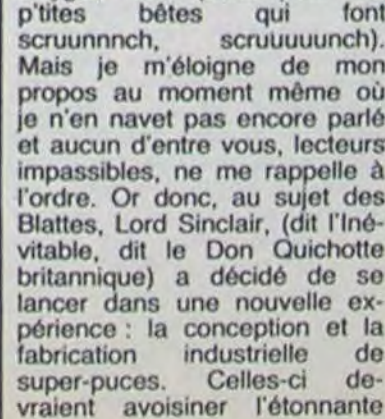 p'tites bêtes qui font
scruunnnch, scruuuuunch).
Mais je m'éloigne de mon
propos au moment même où
je n'en navet pas encore parlé
et aucun d'entre vous, lecteurs
impassibles, ne me rappelle à
l'ordre. Or donc, au sujet des
Blattes, Lord Sinclair, (dit l'Iné-
vitable, dit le Don Quichotte
britannique) a décidé de se
lancer dans une nouvelle ex-
périence : la conception et la
fabrication industrielle de
super-puces. Celles-ci de-
vraient avoisiner l'étonnante